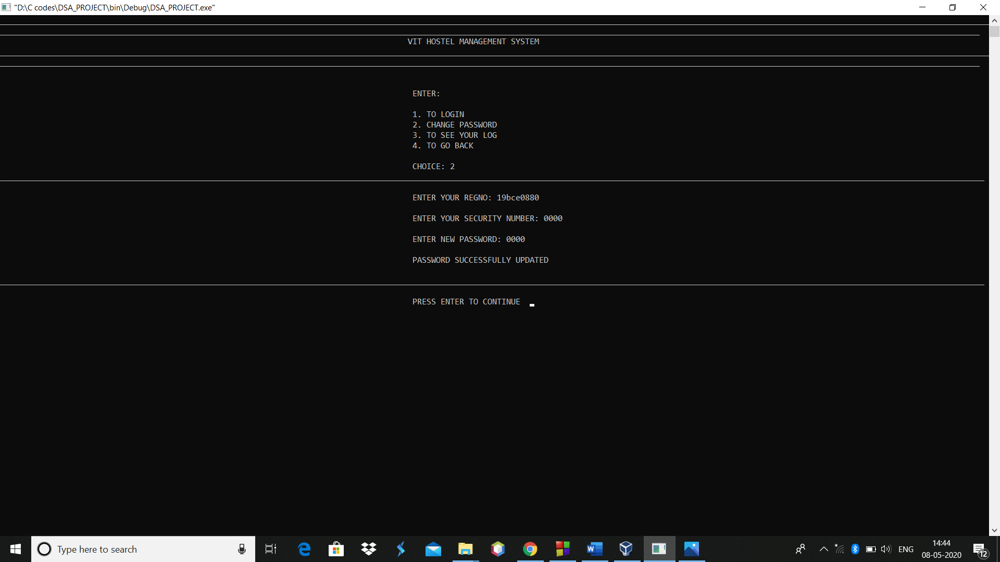 "D:\C codes\DSA_PROJECT\bin\Debug\DSA_PROJECT.exe"
VIT HOSTEL MANAGEMENT SYSTEM
ENTER:
1. TO LOGIN
2. CHANGE PASSWORD
3. TO SEE YOUR LOG
4. TO GO BACK
CHOICE: 2
ENTER YOUR REGNO: 19bce0880
ENTER YOUR SECURITY NUMBER: 0000
ENTER NEW PASSWORD: 0000
PASSWORD SUCCESSFULLY UPDATED
PRESS ENTER TO CONTINUE
Type here to search
W
ENG
14:44
08-05-2020
12